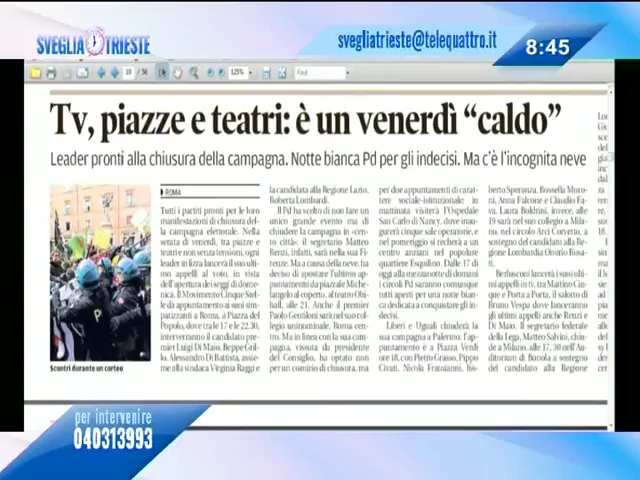 SVEGLIA TRIESTE
svegliatrieste@telequattro.it
8:45
10 / 50
125%
Find
Tv, piazze e teatri: è un venerdì “caldo”
Leader pronti alla chiusura della campagna. Notte bianca Pd per gli indecisi. Ma c'è l'incognita neve
Scontri durante un corteo
ROMA
Tutti i partiti pronti per le loro
manifestazioni di chiusura del-
la campagna elettorale. Nella
serata di venerdì, tra piazze e
teatri e non senza tensioni, ogni
leader in lizza lancerà il suo ul-
timo appello al voto, in vista
dell'apertura dei seggi di dome-
nica. Il Movimento Cinque Stel-
le dà appuntamento ai suoi sim-
patizzanti a Roma, a Piazza del
Popolo, dove tra le 17 e le 22.30,
interverranno il candidato pre-
mier Luigi Di Maio, Beppe Gril-
lo, Alessandro Di Battista, assie-
me alla sindaca Virginia Raggi e
la candidata alla Regione Lazio,
Roberta Lombardi.
Il Pd ha scelto di non fare un
unico grande evento ma di
chiudere la campagna in «cen-
to città»: il segretario Matteo
Renzi, infatti, sarà nella sua Fi-
renze. Ma a causa della neve, ha
deciso di spostare l'ultimo ap-
puntamento da piazzale Miche-
langelo al coperto, al teatro Obi-
hall, alle 21. Anche il premier
Paolo Gentiloni sarà nel suo col-
legio uninominale, Roma cen-
tro. Ma in linea con la sua cam-
pagna, vissuta da presidente
del Consiglio, ha optato non
per un comizio di chiusura, ma
per due appuntamenti di carat-
tere sociale-istituzionale: in
mattinata visiterà l'Ospedale
San Carlo di Nancy, dove inau-
gurerà cinque sale operatorie, e
nel pomeriggio si recherà a un
centro anziani nel popolare
quartiere Esquilino. Dalle 17 di
oggi alla mezzanotte di domani
i circoli Pd saranno comunque
tutti aperti per una notte bian-
ca dedicata a conquistare gli in-
decisi.
Liberi e Uguali chiuderà la
sua campagna a Palermo: l'ap-
puntamento è a Piazza Verdi
ore 18, con Pietro Grasso, Pippo
Civati, Nicola Fratoianni, Ro-
berto Speranza, Rossella Muro-
ni, Anna Falcone e Claudio Fa-
va, Laura Boldrini, invece, alle
19 sarà nel suo collegio a Mila-
no, nel circolo Arci Corvetto, a
sostegno del candidato alla Re-
gione Lombardia Onorio Rosa-
ti.
Berlusconi lancerà i suoi ulti-
mi appelli in tv, tra Mattino Cin-
que e Porta a Porta, il salotto di
Bruno Vespa dove lanceranno
gli ultimi appelli anche Renzi e
Di Maio. Il segretario federale
della Lega, Matteo Salvini, chiu-
de a Milano, alle 17,30 nell'Au-
ditorium di Bonola a sostegno
del candidato alla Regione
per intervenire
040313993